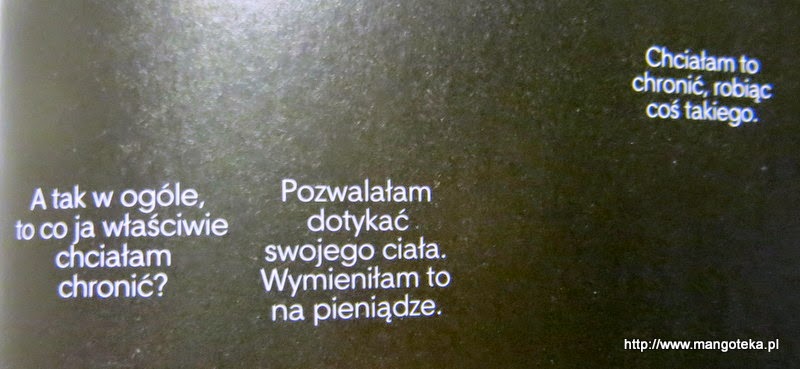 Chciałam to
chronić, robiąc
coś takiego.
Pozwalałam
dotykać
swojego ciała.
Wymieniłam to
na pieniądze.
A tak w ogóle,
to co ja właściwie
chciałam
chronić?
http://www.mangoteka.pl